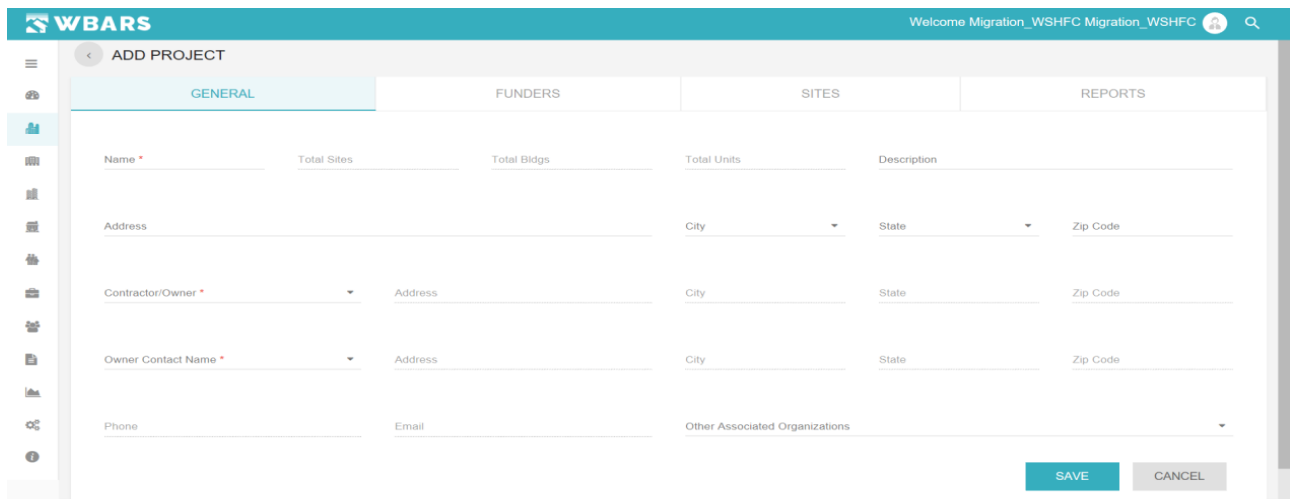 WBARS Welcome Migration_WSHFC Migration_WSHFC
ADD PROJECT
GENERAL FUNDERS SITES REPORTS
Name * Total Sites Total Bldgs Total Units Description
Address City State Zip Code
Contractor/Owner * Address City State Zip Code
Owner Contact Name * Address City State Zip Code
Phone Email Other Associated Organizations
SAVE CANCEL